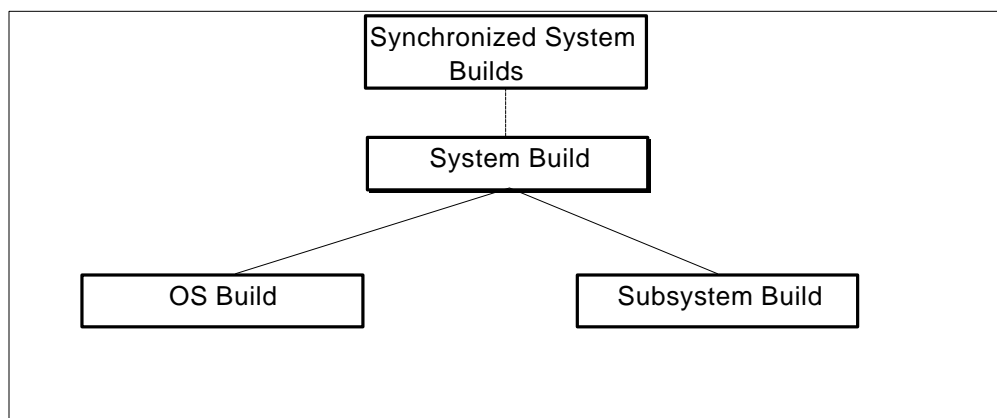 Synchronized System
Builds
System Build
OS Build
Subsystem Build